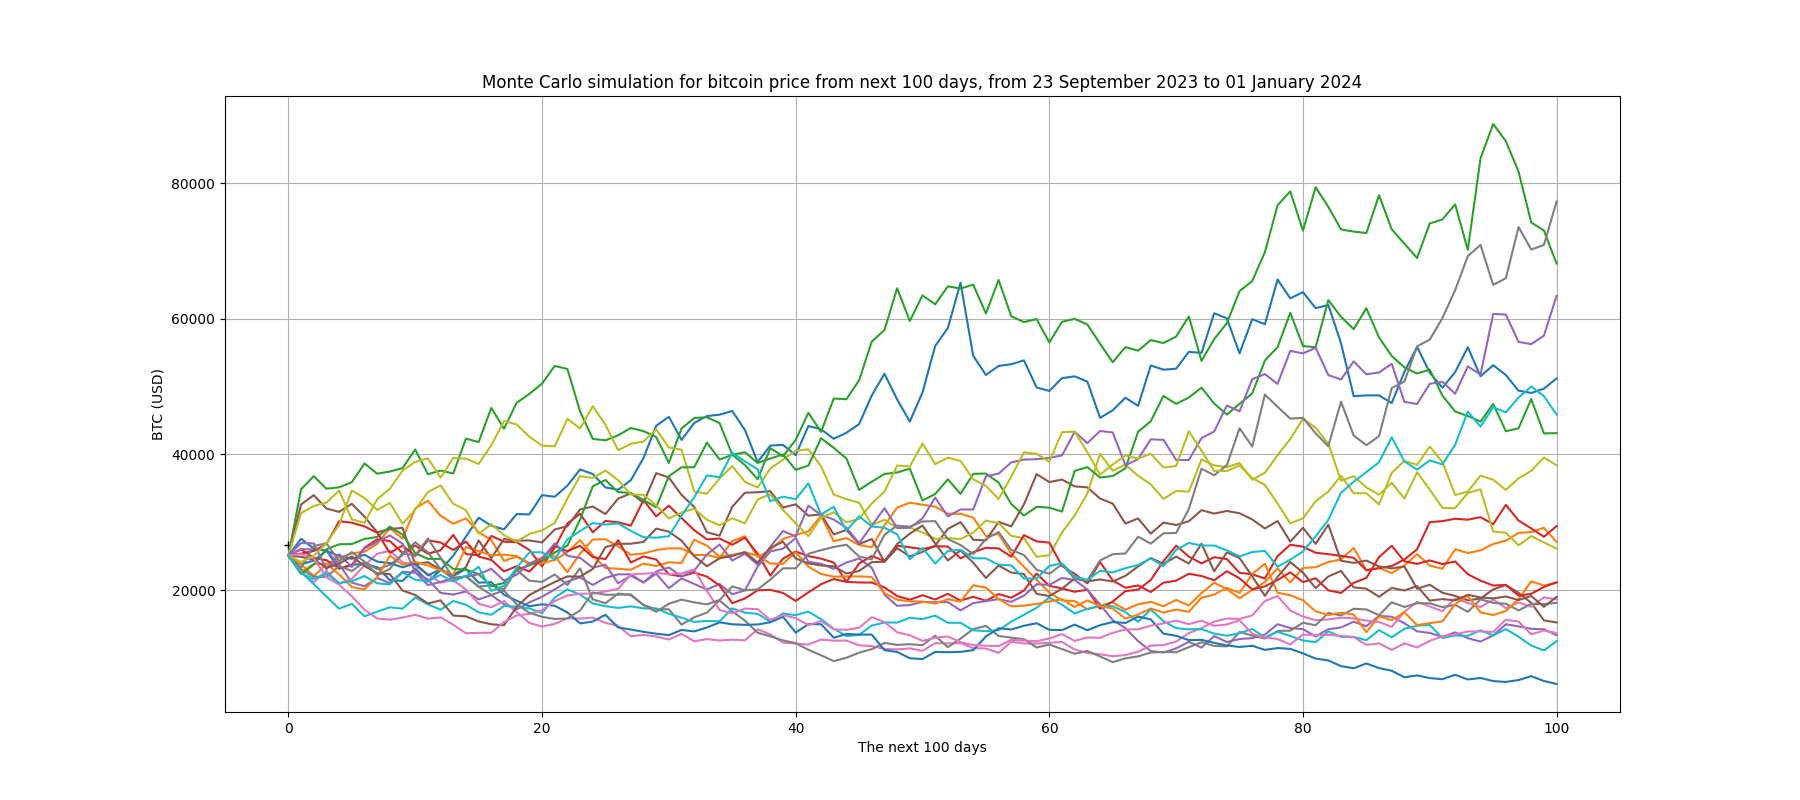 Monte Carlo simulation for bitcoin price from next 100 days, from 23 September 2023 to 01 January 2024
80000
60000
40000
20000
BTC (USD)
0 20 40 60 80 100
The next 100 days